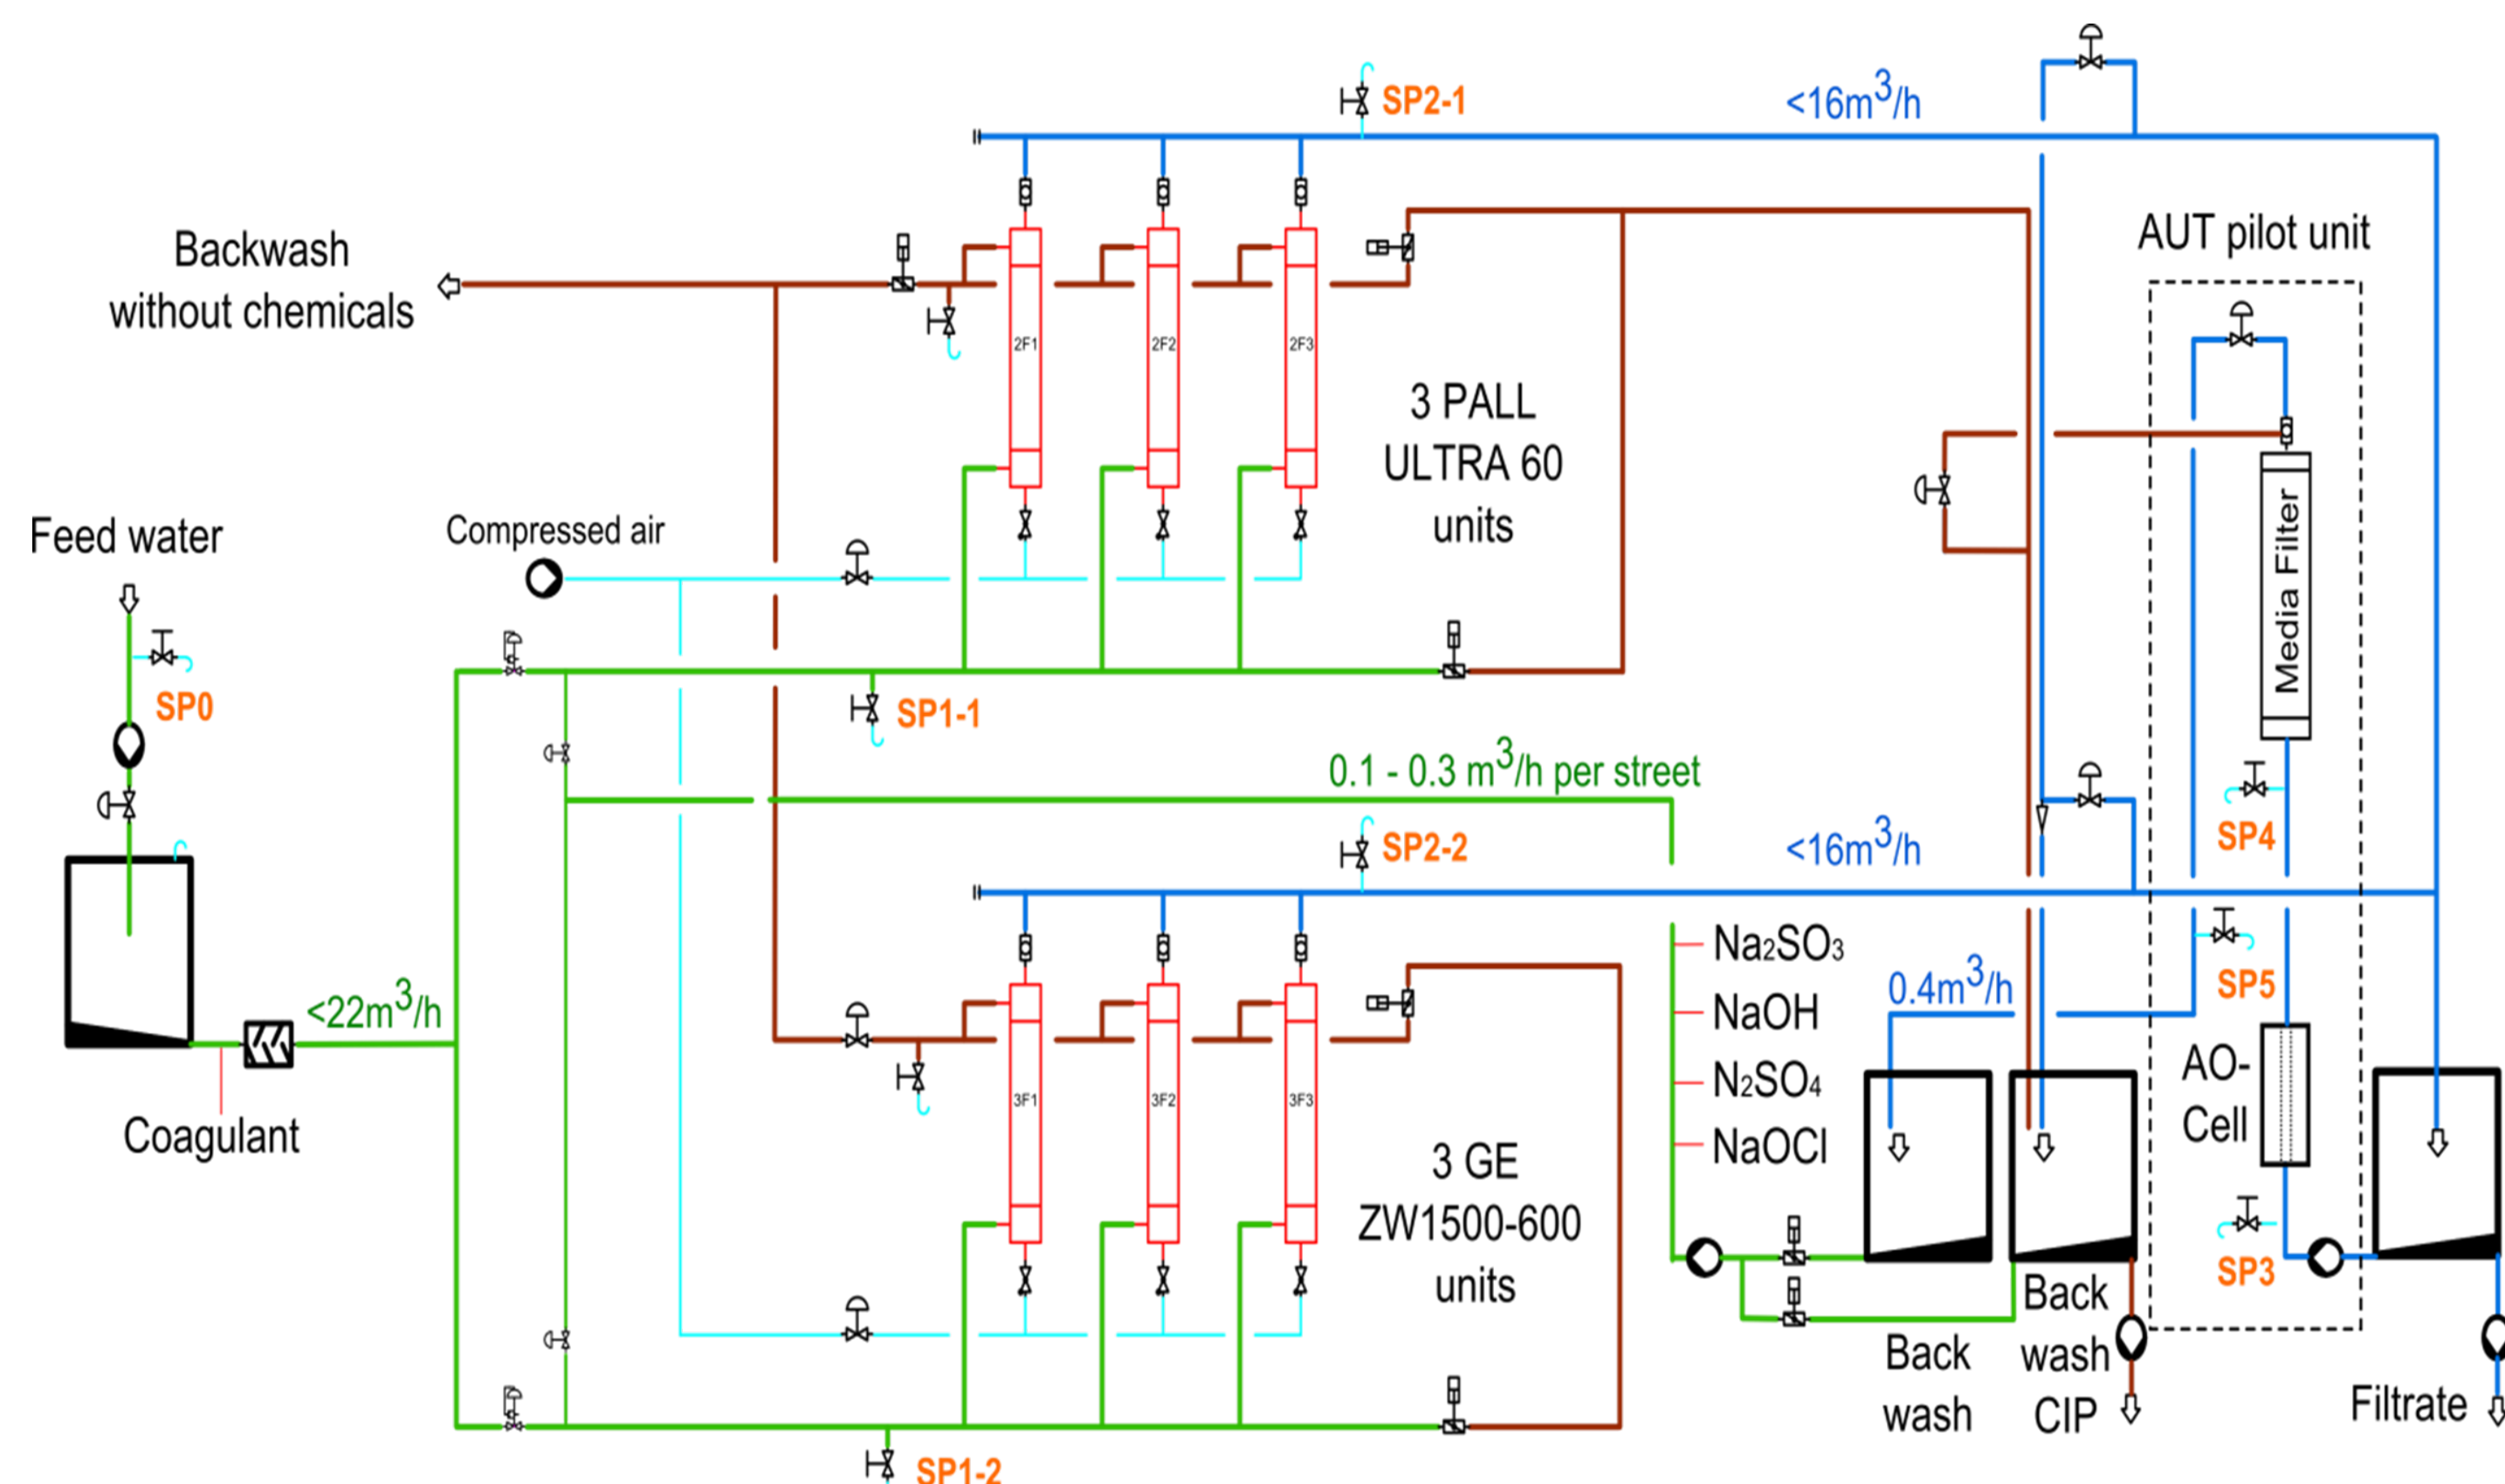 SP2-1
<16m³/h
Backwash
without chemicals
AUT pilot unit
2F1
2F2
2F3
3 PALL
ULTRA 60
units
Media Filter
Feed water
Compressed air
SP0
SP1-1
0.1 - 0.3 m³/h per street
SP2-2
<16m³/h
SP4
<22m³/h
Coagulant
Na₂SO₃
NaOH
N₂SO₄
NaOCl
0.4m³/h
SP5
AO-
Cell
3F1
3F2
3F3
3 GE
ZW1500-600
units
SP3
Back
wash
Back
wash
CIP
Filtrate
SP1-2